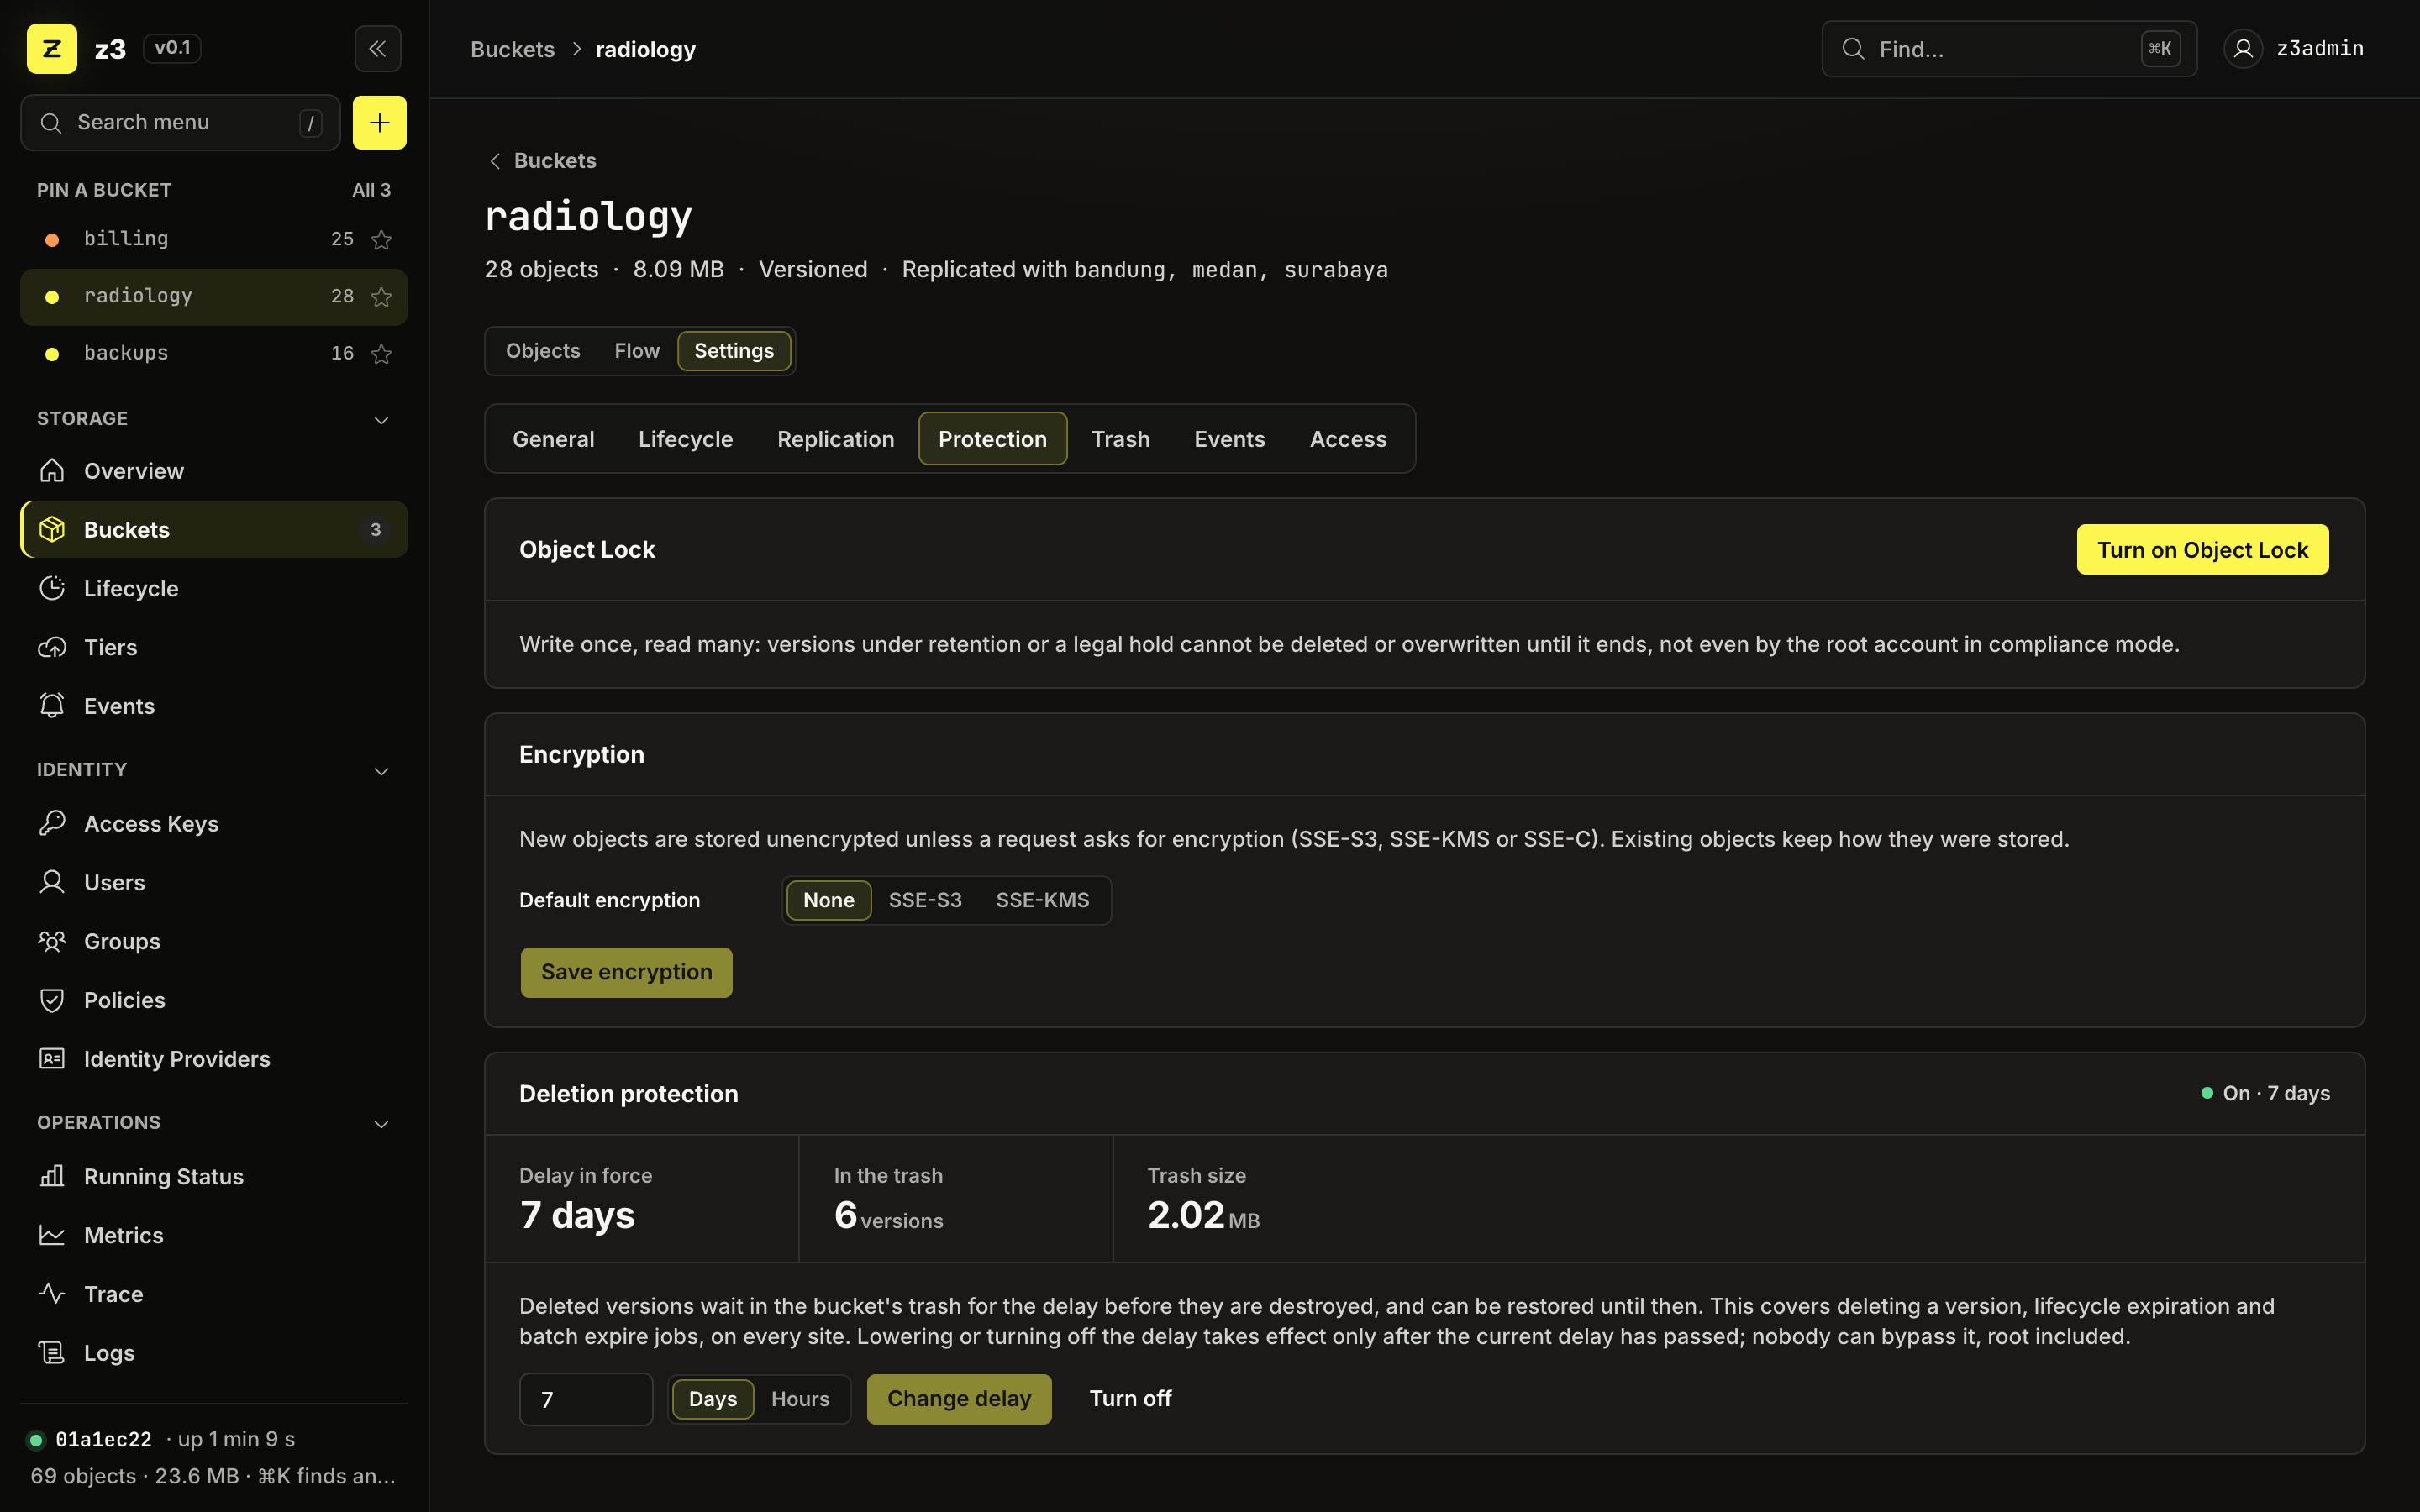 z3 v0.1
Search menu /
PIN A BUCKET All 3
billing 25
radiology 28
backups 16
STORAGE
Overview
Buckets 3
Lifecycle
Tiers
Events
IDENTITY
Access Keys
Users
Groups
Policies
Identity Providers
OPERATIONS
Running Status
Metrics
Trace
Logs
01a1ec22 · up 1 min 9 s
69 objects · 23.6 MB · ⌘K finds an...
Buckets > radiology
Find... ⌘K
z3admin
Buckets
radiology
28 objects · 8.09 MB · Versioned · Replicated with bandung, medan, surabaya
Objects Flow Settings
General Lifecycle Replication Protection Trash Events Access
Object Lock Turn on Object Lock
Write once, read many: versions under retention or a legal hold cannot be deleted or overwritten until it ends, not even by the root account in compliance mode.
Encryption
New objects are stored unencrypted unless a request asks for encryption (SSE-S3, SSE-KMS or SSE-C). Existing objects keep how they were stored.
Default encryption None SSE-S3 SSE-KMS
Save encryption
Deletion protection On · 7 days
Delay in force In the trash Trash size
7 days 6 versions 2.02 MB
Deleted versions wait in the bucket's trash for the delay before they are destroyed, and can be restored until then. This covers deleting a version, lifecycle expiration and
batch expire jobs, on every site. Lowering or turning off the delay takes effect only after the current delay has passed; nobody can bypass it, root included.
7 Days Hours Change delay Turn off